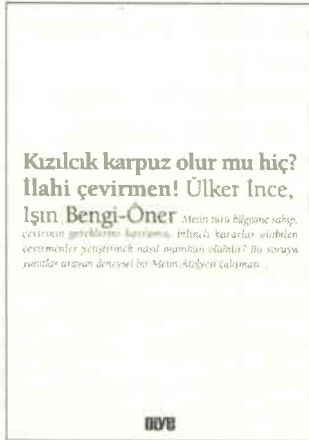 Kızılcık karpuz olur mu hiç?
İlahi çevirmen! Ülker İnce,
Işın Bengi-Öner Metin türü bilgisine sahip,
çevirinin gereklerini kavramış, bilinçli kararlar alabilen
çevirmenler yetiştirmek nasıl mümkün olabilir? Bu soruya
yanıtlar arayan deneysel bir Metin Atölyesi çalışması...
diye